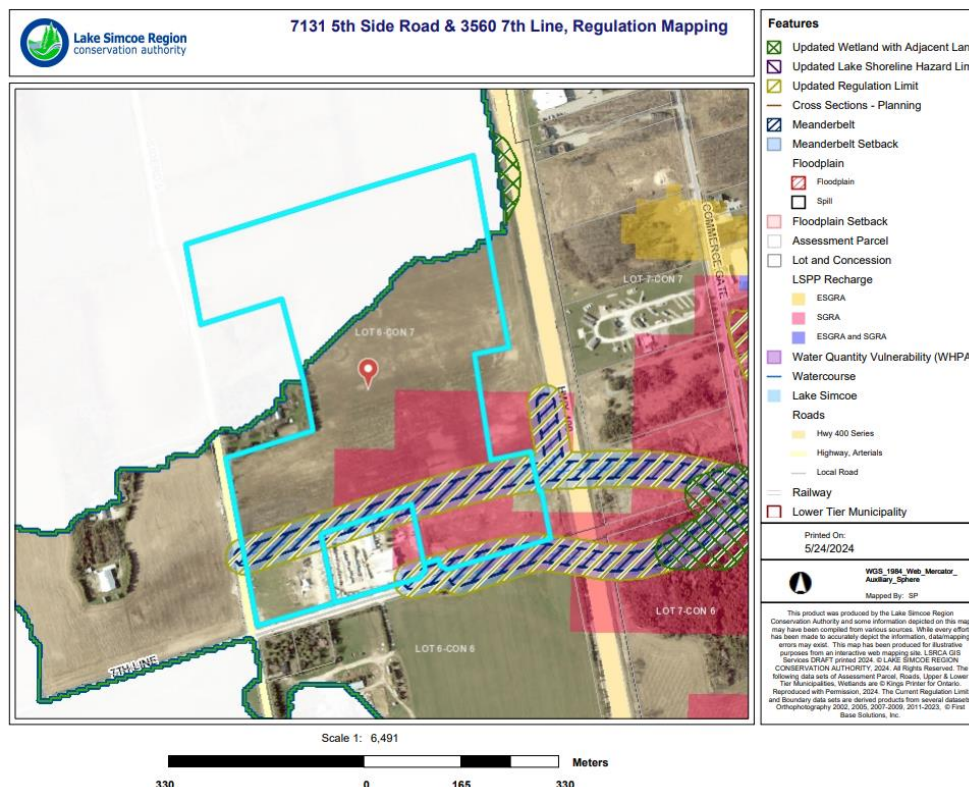 Lake Simcoe Region
conservation authority
7131 5th Side Road & 3560 7th Line, Regulation Mapping
LOT 6-CON 7
LOT 7-CON 7
COMMERCE GATE
HWY 400
7TH LINE
LOT 6-CON 6
LOT 7-CON 6
Features
Updated Wetland with Adjacent Lan
Updated Lake Shoreline Hazard Lin
Updated Regulation Limit
Cross Sections - Planning
Meanderbelt
Meanderbelt Setback
Floodplain
Floodplain
Spill
Floodplain Setback
Assessment Parcel
Lot and Concession
LSPP Recharge
ESGRA
SGRA
ESGRA and SGRA
Water Quantity Vulnerability (WHPA
Watercourse
Lake Simcoe
Roads
Hwy 400 Series
Highway, Arterials
Local Road
Railway
Lower Tier Municipality
Printed On:
5/24/2024
WGS_1984_Web_Mercator_
Auxiliary_Sphere
Mapped By: SP
This product was produced by the Lake Simcoe Region
Conservation Authority and some information depicted on this map
may have been compiled from various sources. While every effort
has been made to accurately depict the information, data/mapping
errors may exist. This map has been produced for illustrative
purposes from an interactive web mapping site. LSRCA GIS
Services DRAFT printed 2024. © LAKE SIMCOE REGION
CONSERVATION AUTHORITY, 2024. All Rights Reserved. The
following data sets of Assessment Parcel, Roads, Upper & Lower
Tier Municipalities, Wetlands are © Kings Printer for Ontario.
Reproduced with Permission, 2024. The Current Regulation Limit
and Boundary data sets are derived products from several datasets.
Orthophotography 2002, 2005, 2007-2009, 2011-2023, © First
Base Solutions, Inc.
Scale 1: 6,491
Meters
330 0 165 330